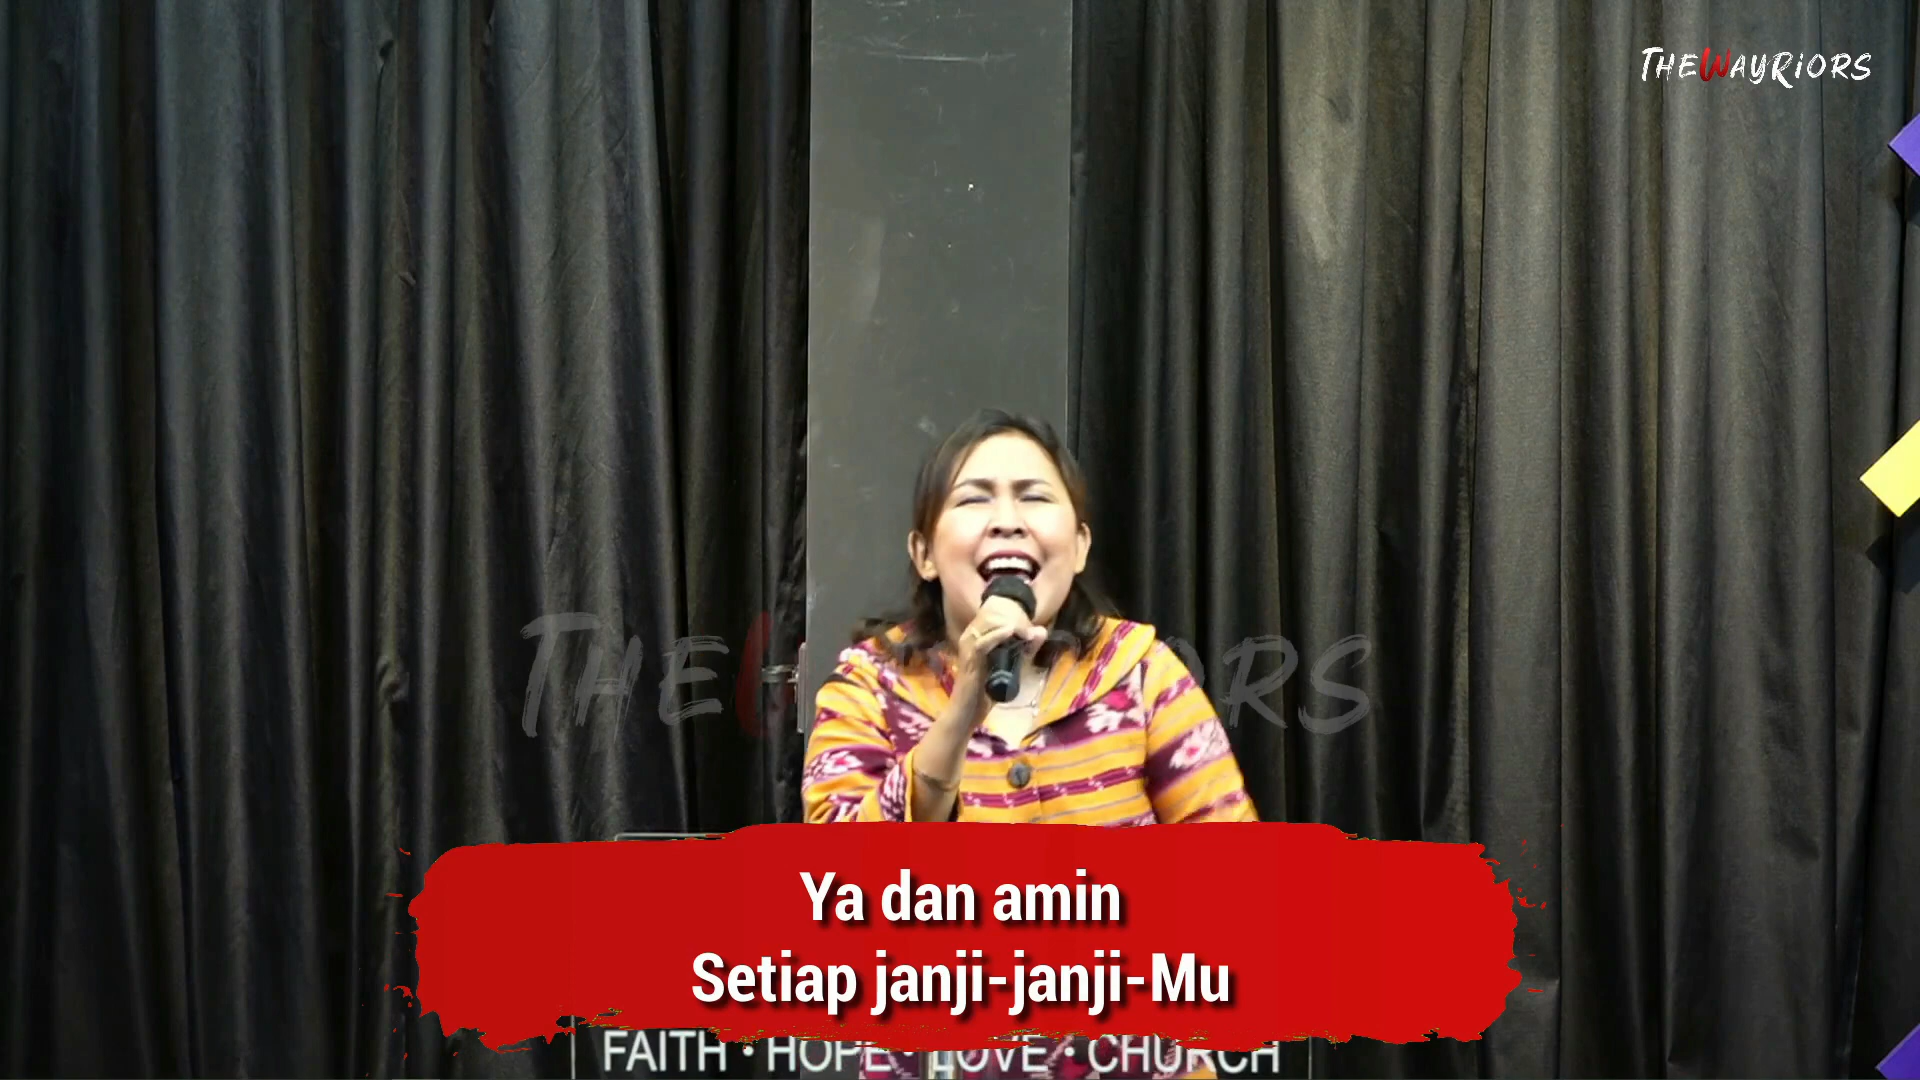 TheWayRiors
Ya dan amin
Setiap janji-janji-Mu
FAITH • HOPE • LOVE • CHURCH